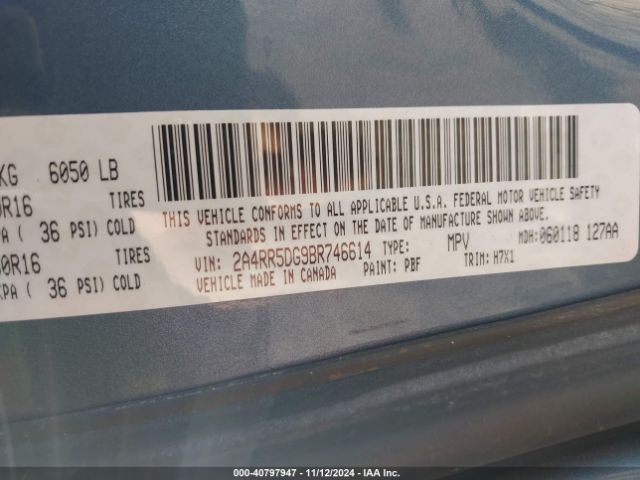 KG 6050 LB
0R16 TIRES
PA ( 36 PSI) COLD
0R16 TIRES
KPA ( 36 PSI) COLD
THIS VEHICLE CONFORMS TO ALL APPLICABLE U.S.A. FEDERAL MOTOR VEHICLE SAFETY
STANDARDS IN EFFECT ON THE DATE OF MANUFACTURE SHOWN ABOVE.
VIN: 2A4RR5DG9BR746614 TYPE: MPV MDH: 060118 127AA
VEHICLE MADE IN CANADA PAINT: PBF TRIM: H7X1
© 40-40797947 - 11/12/2024 - IAA Inc.